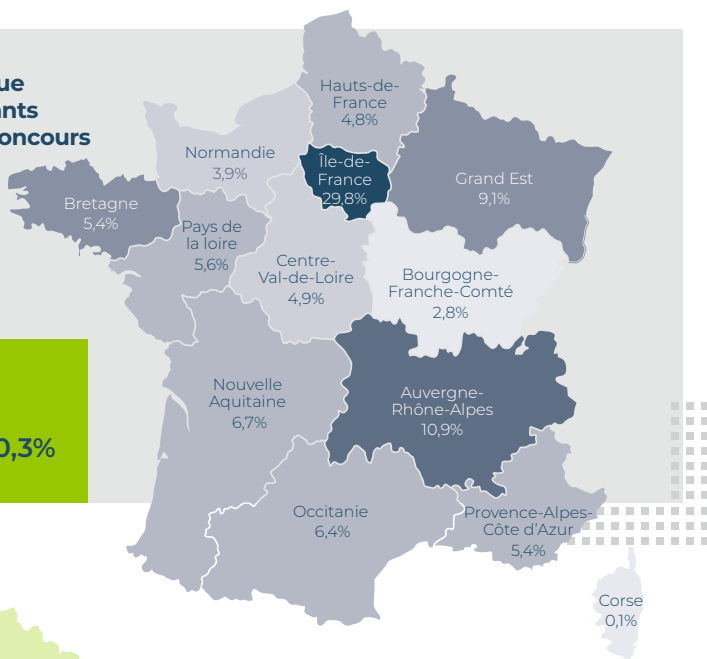 ue
ants
oncours
Hauts-de-
France
4,8%
Normandie
3,9%
Île-de-
France
29,8%
Grand Est
9,1%
Bretagne
5,4%
Pays de
la loire
5,6%
Centre-
Val-de-Loire
4,9%
Bourgogne-
Franche-Comté
2,8%
Nouvelle
Aquitaine
6,7%
Auvergne-
Rhône-Alpes
10,9%
0,3%
Occitanie
6,4%
Provence-Alpes-
Côte d’Azur
5,4%
Corse
0,1%